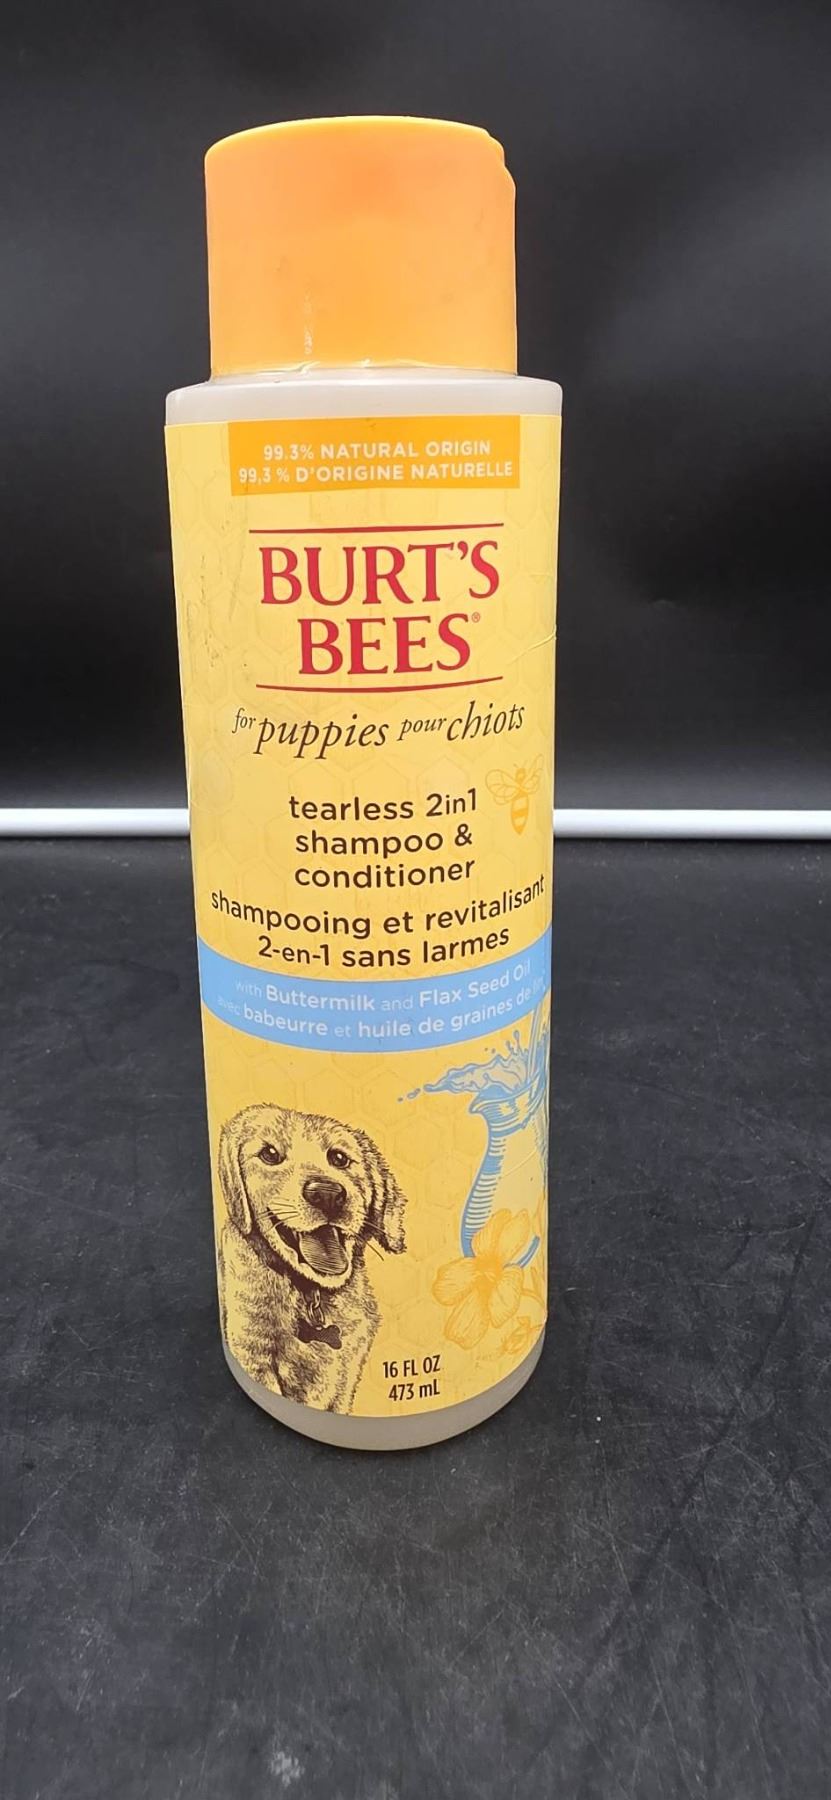 99.3% NATURAL ORIGIN
99,3 % D'ORIGINE NATURELLE
BURT'S
BEES®
for puppies pour chiots
tearless 2in1
shampoo &
conditioner
shampooing et revitalisant
2-en-1 sans larmes
with Buttermilk and Flax Seed Oil
avec babeurre et huile de graines de lin
16 FL OZ
473 mL